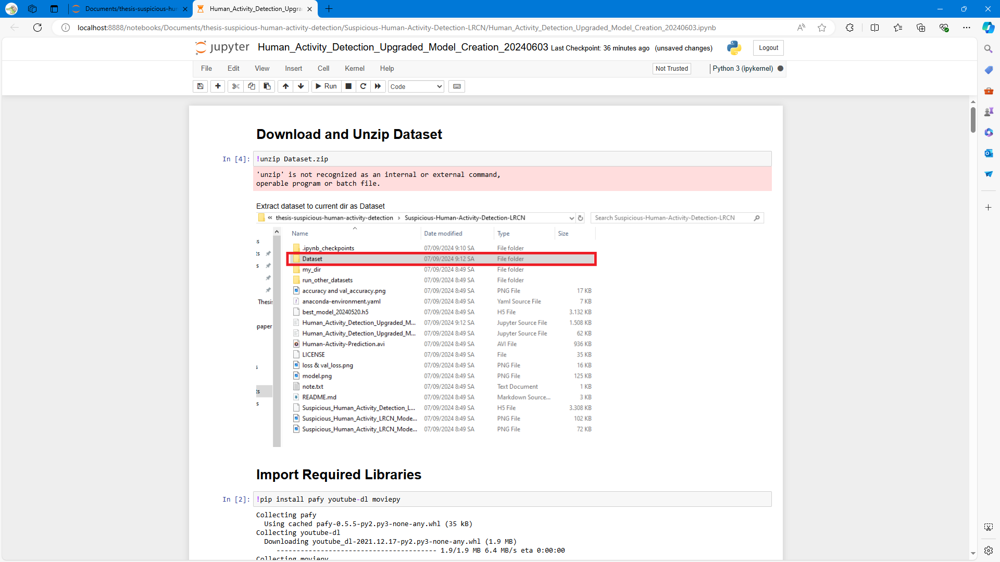 Documents/thesis-suspicious-hum
Human_Activity_Detection_Upgra
localhost:8888/notebooks/Documents/thesis-suspicious-human-activity-detection/Suspicious-Human-Activity-Detection-LRCN/Human_Activity_Detection_Upgraded_Model_Creation_20240603.ipynb
jupyter Human_Activity_Detection_Upgraded_Model_Creation_20240603 Last Checkpoint: 36 minutes ago (unsaved changes) Logout
File Edit View Insert Cell Kernel Help Not Trusted Python 3 (ipykernel)
Run Code
Download and Unzip Dataset
In [4]: !unzip Dataset.zip
'unzip' is not recognized as an internal or external command,
operable program or batch file.
Extract dataset to current dir as Dataset
« thesis-suspicious-human-activity-detection › Suspicious-Human-Activity-Detection-LRCN Search Suspicious-Human-Activity-Detection-LRCN
Name Date modified Type Size
.ipynb_checkpoints 07/09/2024 9:10 SA File folder
Dataset 07/09/2024 9:12 SA File folder
my_dir 07/09/2024 8:49 SA File folder
run_other_datasets 07/09/2024 8:49 SA File folder
accuracy and val_accuracy.png 07/09/2024 8:49 SA PNG File 17 KB
Thesis anaconda-environment.yaml 07/09/2024 8:49 SA Yaml Source File 7 KB
best_model_20240520.h5 07/09/2024 8:49 SA H5 File 3.132 KB
paper Human_Activity_Detection_Upgraded_M... 07/09/2024 9:12 SA Jupyter Source File 1.508 KB
Human_Activity_Detection_Upgraded_M... 07/09/2024 8:49 SA Jupyter Source File 62 KB
Human-Activity-Prediction.avi 07/09/2024 8:49 SA AVI File 936 KB
LICENSE 07/09/2024 8:49 SA File 35 KB
loss & val_loss.png 07/09/2024 8:49 SA PNG File 16 KB
model.png 07/09/2024 8:49 SA PNG File 125 KB
note.txt 07/09/2024 8:49 SA Text Document 1 KB
README.md 07/09/2024 8:49 SA Markdown Source... 3 KB
Suspicious_Human_Activity_Detection_L... 07/09/2024 8:49 SA H5 File 3.308 KB
Suspicious_Human_Activity_LRCN_Mode... 07/09/2024 8:49 SA PNG File 102 KB
Suspicious_Human_Activity_LRCN_Mode... 07/09/2024 8:49 SA PNG File 72 KB
Import Required Libraries
In [2]: !pip install pafy youtube-dl moviepy
Collecting pafy
Using cached pafy-0.5.5-py2.py3-none-any.whl (35 kB)
Collecting youtube-dl
Downloading youtube_dl-2021.12.17-py2.py3-none-any.whl (1.9 MB)
---------------------------------------- 1.9/1.9 MB 6.4 MB/s eta 0:00:00
Collecting moviepy